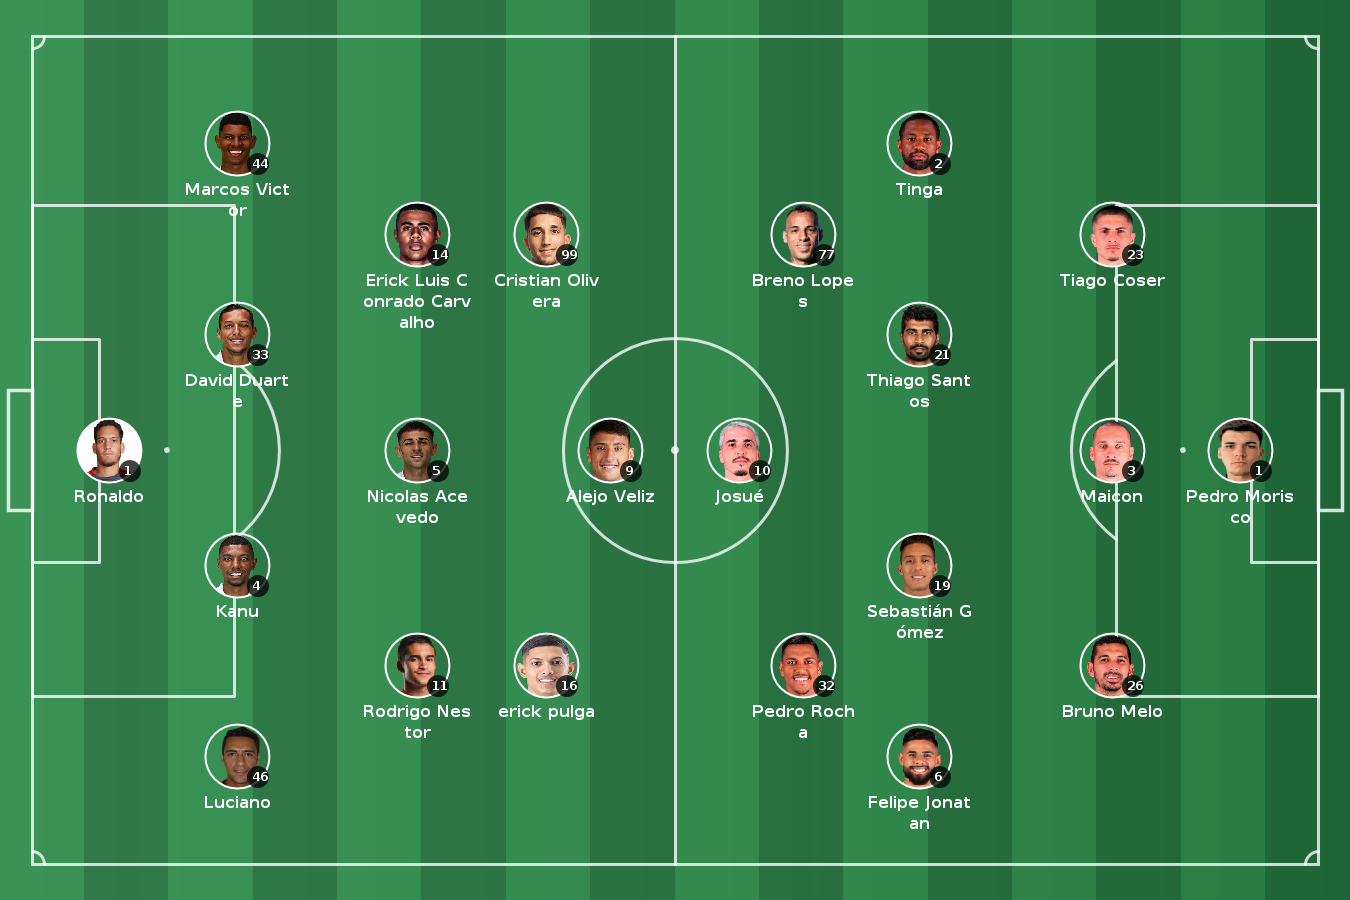 44
Marcos Vict
or
2
Tinga
14
Erick Luis C
onrado Carv
alho
99
Cristian Oliv
era
77
Breno Lope
s
23
Tiago Coser
33
David Duart
e
21
Thiago Sant
os
1
Ronaldo
5
Nicolas Ace
vedo
9
Alejo Veliz
10
Josué
3
Maicon
1
Pedro Moris
co
4
Kanu
19
Sebastián G
ómez
11
Rodrigo Nes
tor
16
erick pulga
32
Pedro Roch
a
26
Bruno Melo
46
Luciano
6
Felipe Jonat
an